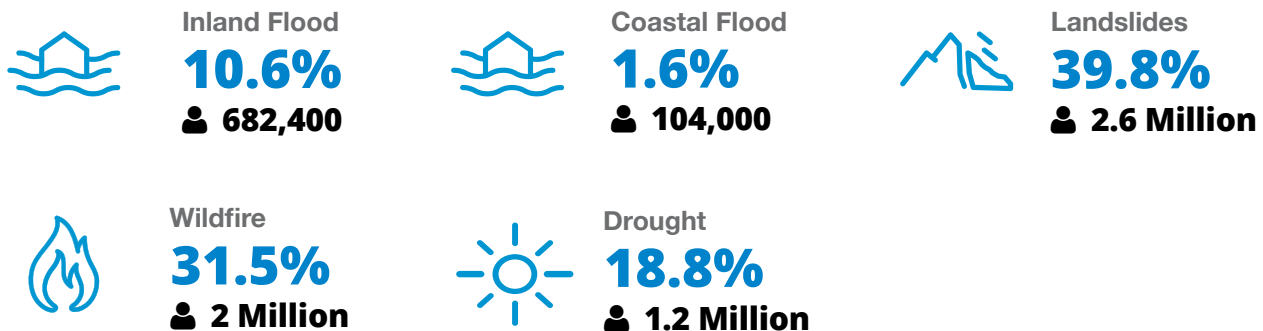 Inland Flood
10.6%
682,400
Coastal Flood
1.6%
104,000
Landslides
39.8%
2.6 Million
Wildfire
31.5%
2 Million
Drought
18.8%
1.2 Million